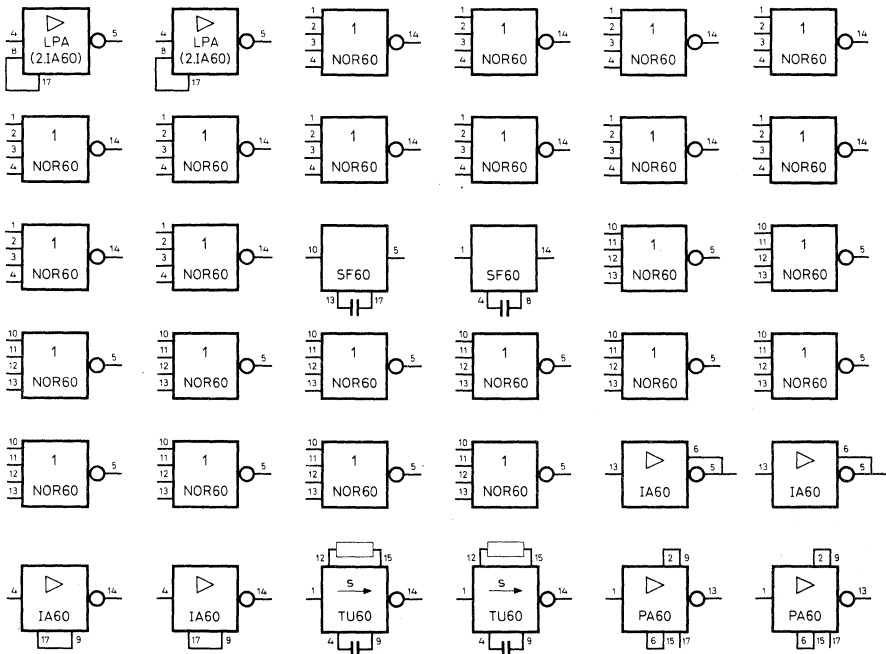 4 8 LPA (2.IA60) 17 5
4 8 LPA (2.IA60) 17 5
1 2 3 4 1 NOR60 14
1 2 3 4 1 NOR60 14
1 2 3 4 1 NOR60 14
1 2 3 4 1 NOR60 14
1 2 3 4 1 NOR60 14
1 2 3 4 1 NOR60 14
1 2 3 4 1 NOR60 14
1 2 3 4 1 NOR60 14
1 2 3 4 1 NOR60 14
1 2 3 4 1 NOR60 14
1 2 3 4 1 NOR60 14
1 2 3 4 1 NOR60 14
10 SF60 5 13 17
1 SF60 14 4 8
10 11 12 13 1 NOR60 5
10 11 12 13 1 NOR60 5
10 11 12 13 1 NOR60 5
10 11 12 13 1 NOR60 5
10 11 12 13 1 NOR60 5
10 11 12 13 1 NOR60 5
10 11 12 13 1 NOR60 5
10 11 12 13 1 NOR60 5
10 11 12 13 1 NOR60 5
10 11 12 13 1 NOR60 5
10 11 12 13 1 NOR60 5
10 11 12 13 1 NOR60 5
13 IA60 6 5
13 IA60 6 5
4 IA60 14 17 9
4 IA60 14 17 9
12 15 1 S TU60 14 4 9
12 15 1 S TU60 14 4 9
2 9 1 PA60 13 6 15 17
2 9 1 PA60 13 6 15 17